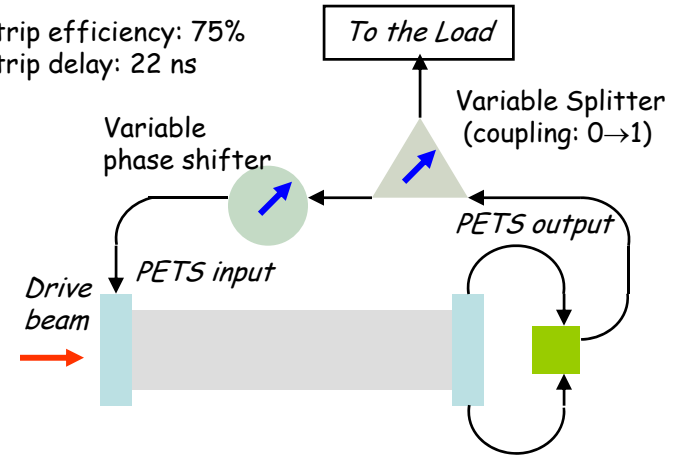 trip efficiency: 75%
trip delay: 22 ns
To the Load
Variable Splitter
(coupling: 0→1)
Variable
phase shifter
PETS output
PETS input
Drive
beam